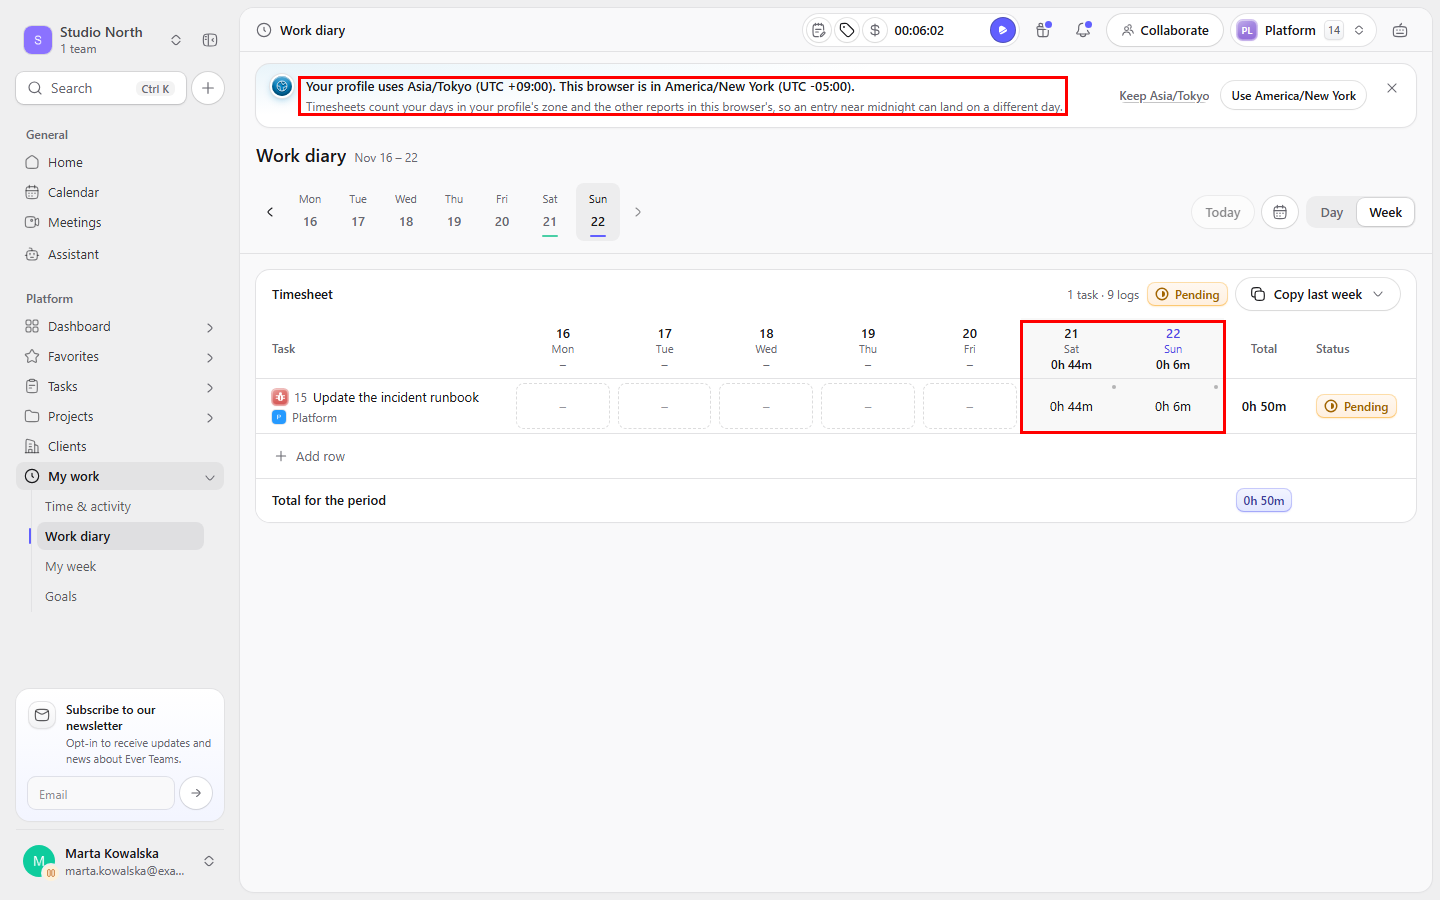 Studio North
1 team
Search
Ctrl K
General
Home
Calendar
Meetings
Assistant
Platform
Dashboard
Favorites
Tasks
Projects
Clients
My work
Time & activity
Work diary
My week
Goals
Subscribe to our
newsletter
Opt-in to receive updates and
news about Ever Teams.
Email
M
Marta Kowalska
marta.kowalska@exa...
S
Work diary
$
00:06:02
Collaborate
PL
Platform
14
Your profile uses Asia/Tokyo (UTC +09:00). This browser is in America/New York (UTC -05:00).
Timesheets count your days in your profile's zone and the other reports in this browser's, so an entry near midnight can land on a different day.
Keep Asia/Tokyo
Use America/New York
Work diary
Nov 16 – 22
Mon Tue Wed Thu Fri Sat Sun
16 17 18 19 20 21 22
Today
Day
Week
Timesheet
1 task · 9 logs
Pending
Copy last week
Task
16 17 18 19 20 21 22
Mon Tue Wed Thu Fri Sat Sun
– – – – – 0h 44m 0h 6m
Total
Status
15 Update the incident runbook
P Platform
– – – – – 0h 44m 0h 6m 0h 50m
Pending
Add row
Total for the period
0h 50m